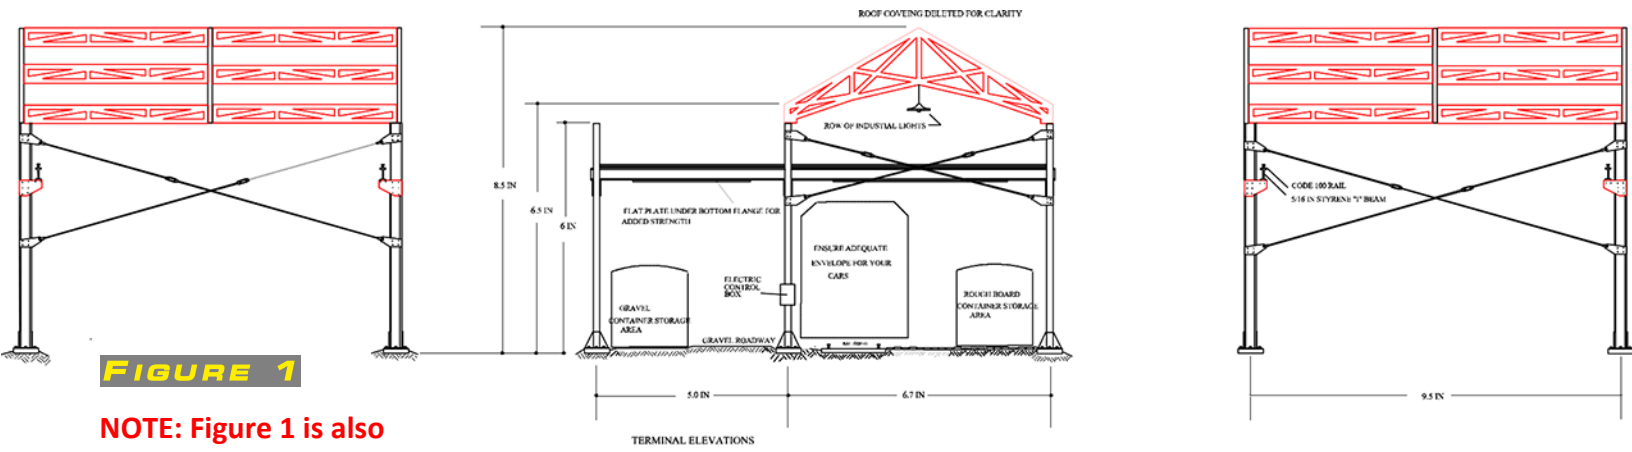 ROOF COVEING DELETED FOR CLARITY
ROW OF INDUSTIAL LIGHTS
8.5 IN
6.5 IN
6 IN
FLAT PLATE UNDER BOTTOM FLANGE FOR
ADDED STRENGTH
ENSURE ADEQUATE
ENVELOPE FOR YOUR
CARS
ELECTRIC
CONTROL
BOX
GRAVEL
CONTAINER STORAGE
AREA
ROUGH BOARD
CONTAINER STORAGE
AREA
GRAVEL ROADWAY
CODE 100 RAIL
5/16 IN STYRENE "I" BEAM
5.0 IN
6.7 IN
9.5 IN
TERMINAL ELEVATIONS
FIGURE 1
NOTE: Figure 1 is also